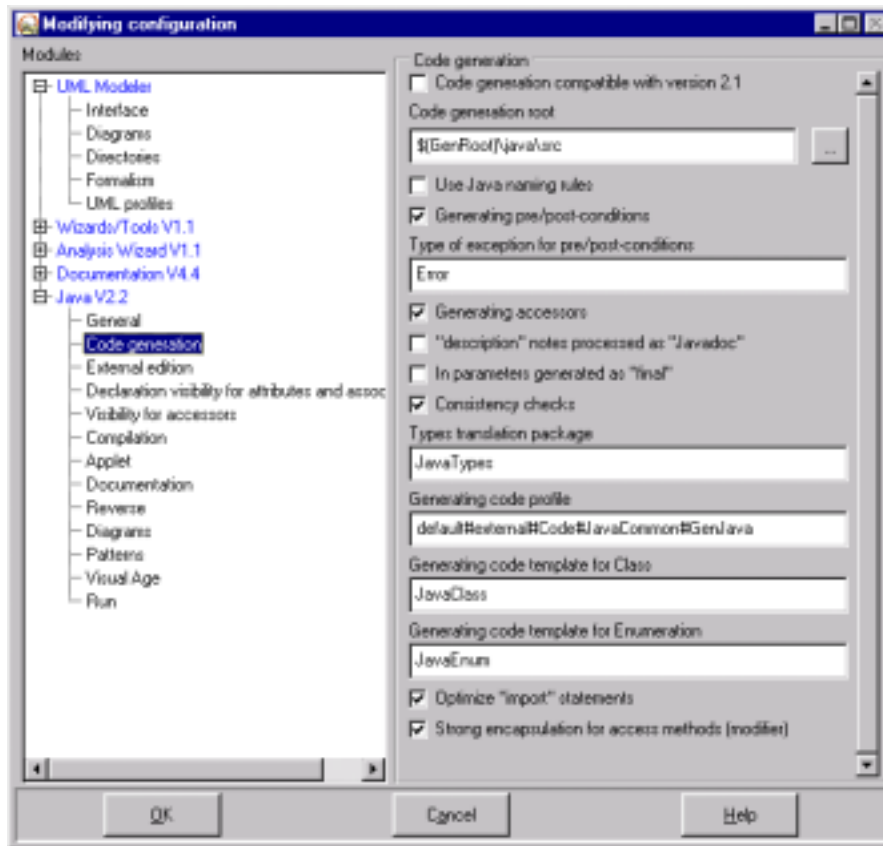 Modifying configuration
Modules
UML Modeler
Interface
Diagrams
Directories
Formalism
UML profiles
Wizards/Tools V1.1
Analysis Wizard V1.1
Documentation V4.4
Java V2.2
General
Code generation
External edition
Declaration visibility for attributes and assoc
Visibility for accessors
Compilation
Applet
Documentation
Reverse
Diagrams
Patterns
Visual Age
Run
Code generation
Code generation compatible with version 2.1
Code generation root
$(GenRoot)\java\src
...
Use Java naming rules
Generating pre/post-conditions
Type of exception for pre/post-conditions
Error
Generating accessors
"description" notes processed as "Javadoc"
In parameters generated as "final"
Consistency checks
Types translation package
JavaTypes
Generating code profile
default#external#Code#JavaCommon#GenJava
Generating code template for Class
JavaClass
Generating code template for Enumeration
JavaEnum
Optimize "import" statements
Strong encapsulation for access methods (modifier)
OK
Cancel
Help